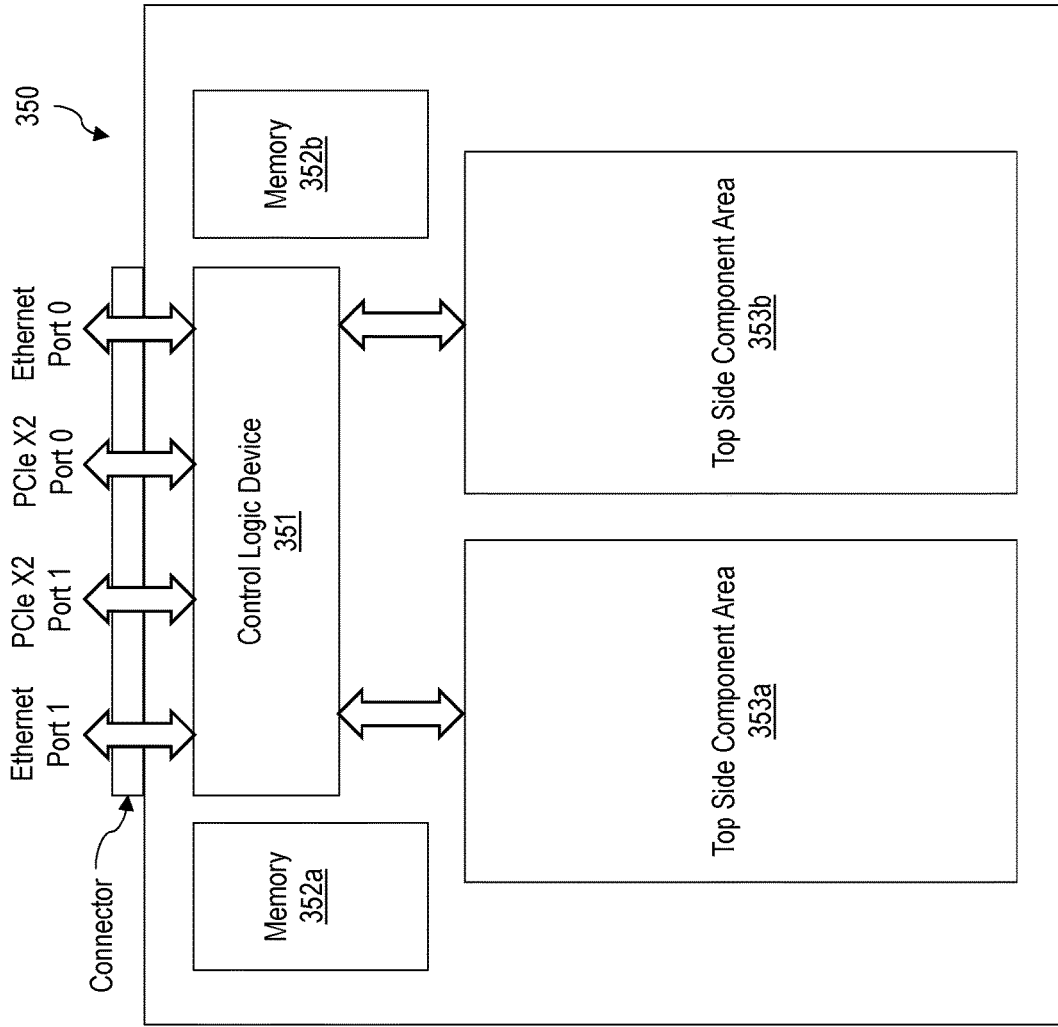 350
Connector
Ethernet
Port 1
PCIe X2
Port 1
PCIe X2
Port 0
Ethernet
Port 0
Memory
352a
Control Logic Device
351
Memory
352b
Top Side Component Area
353a
Top Side Component Area
353b